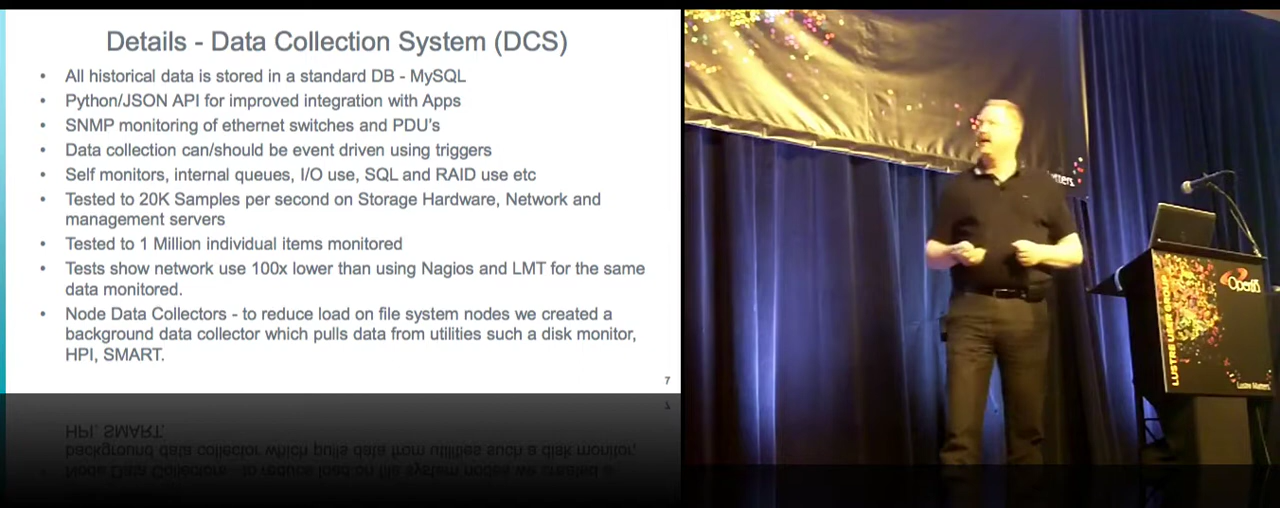 Details - Data Collection System (DCS)
• All historical data is stored in a standard DB - MySQL
• Python/JSON API for improved integration with Apps
• SNMP monitoring of ethernet switches and PDU's
• Data collection can/should be event driven using triggers
• Self monitors, internal queues, I/O use, SQL and RAID use etc
• Tested to 20K Samples per second on Storage Hardware, Network and
management servers
• Tested to 1 Million individual items monitored
• Tests show network use 100x lower than using Nagios and LMT for the same
data monitored.
• Node Data Collectors - to reduce load on file system nodes we created a
background data collector which pulls data from utilities such a disk monitor,
HPI, SMART.
7
LUSTRE USER GROUP
Lustre Matters